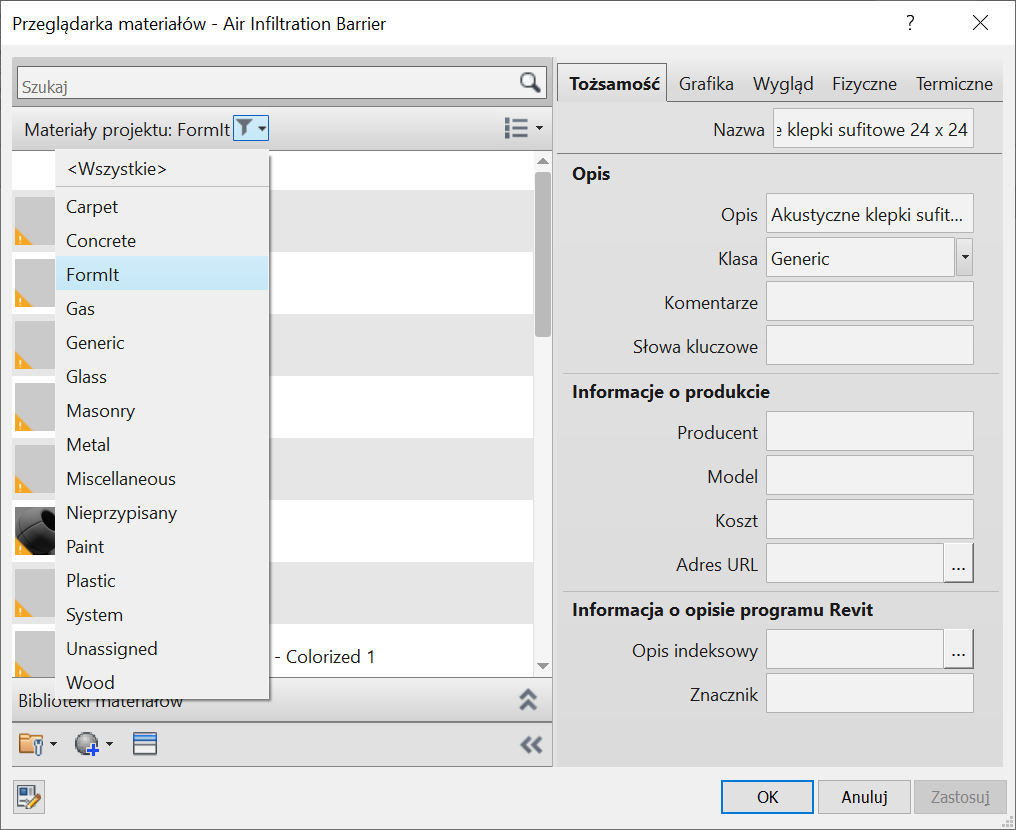 Przeglądarka materiałów - Air Infiltration Barrier
?
Szukaj
Materiały projektu: FormIt
<Wszystkie>
Carpet
Concrete
FormIt
Gas
Generic
Glass
Masonry
Metal
Miscellaneous
Nieprzypisany
Paint
Plastic
System
Unassigned
Wood
- Colorized 1
Biblioteki materiałów
Tożsamość Grafika Wygląd Fizyczne Termiczne
Nazwa e klepki sufitowe 24 x 24
Opis
Opis Akustyczne klepki sufit...
Klasa Generic
Komentarze
Słowa kluczowe
Informacje o produkcie
Producent
Model
Koszt
Adres URL ...
Informacja o opisie programu Revit
Opis indeksowy ...
Znacznik
OK Anuluj Zastosuj